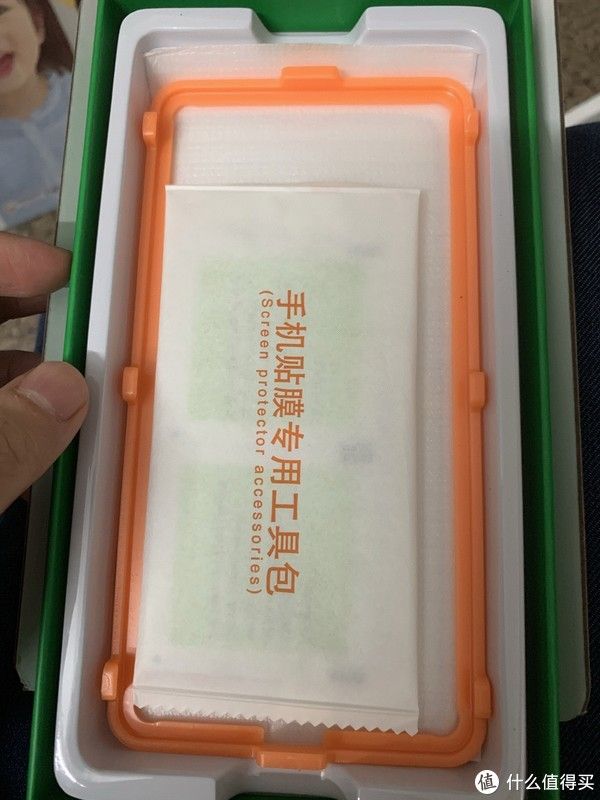 手机贴膜专用工具包
(Screen protector accessories)
值 什么值得买